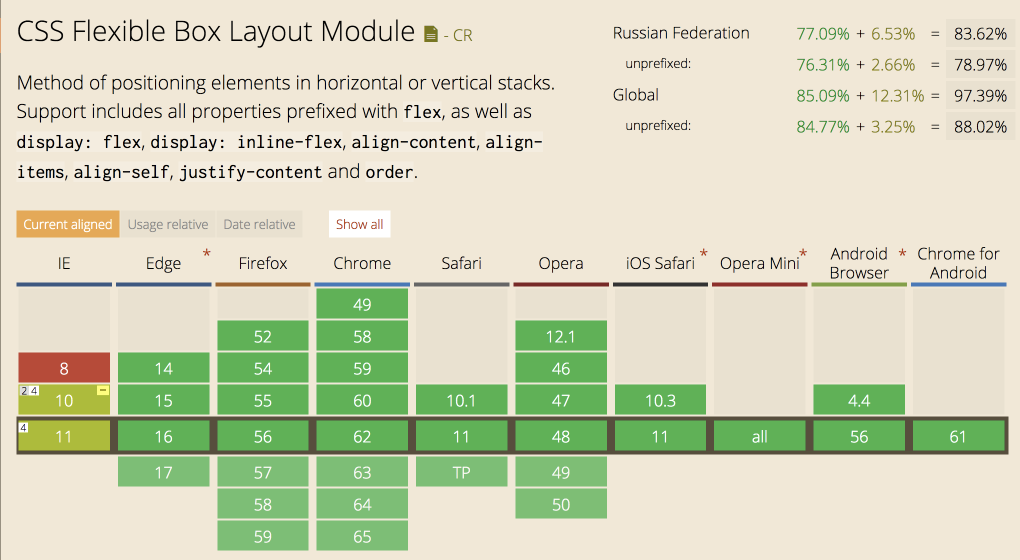 CSS Flexible Box Layout Module - CR
Method of positioning elements in horizontal or vertical stacks.
Support includes all properties prefixed with flex, as well as
display: flex, display: inline-flex, align-content, align-
items, align-self, justify-content and order.
Russian Federation 77.09% + 6.53% = 83.62%
unprefixed: 76.31% + 2.66% = 78.97%
Global 85.09% + 12.31% = 97.39%
unprefixed: 84.77% + 3.25% = 88.02%
Current aligned Usage relative Date relative Show all
IE Edge * Firefox Chrome Safari Opera iOS Safari * Opera Mini * Android Browser * Chrome for Android
49
52 58 12.1
8 14 54 59 46
2 4 10 − 15 55 60 10.1 47 10.3 4.4
4 11 16 56 62 11 48 11 all 56 61
17 57 63 TP 49
58 64 50
59 65